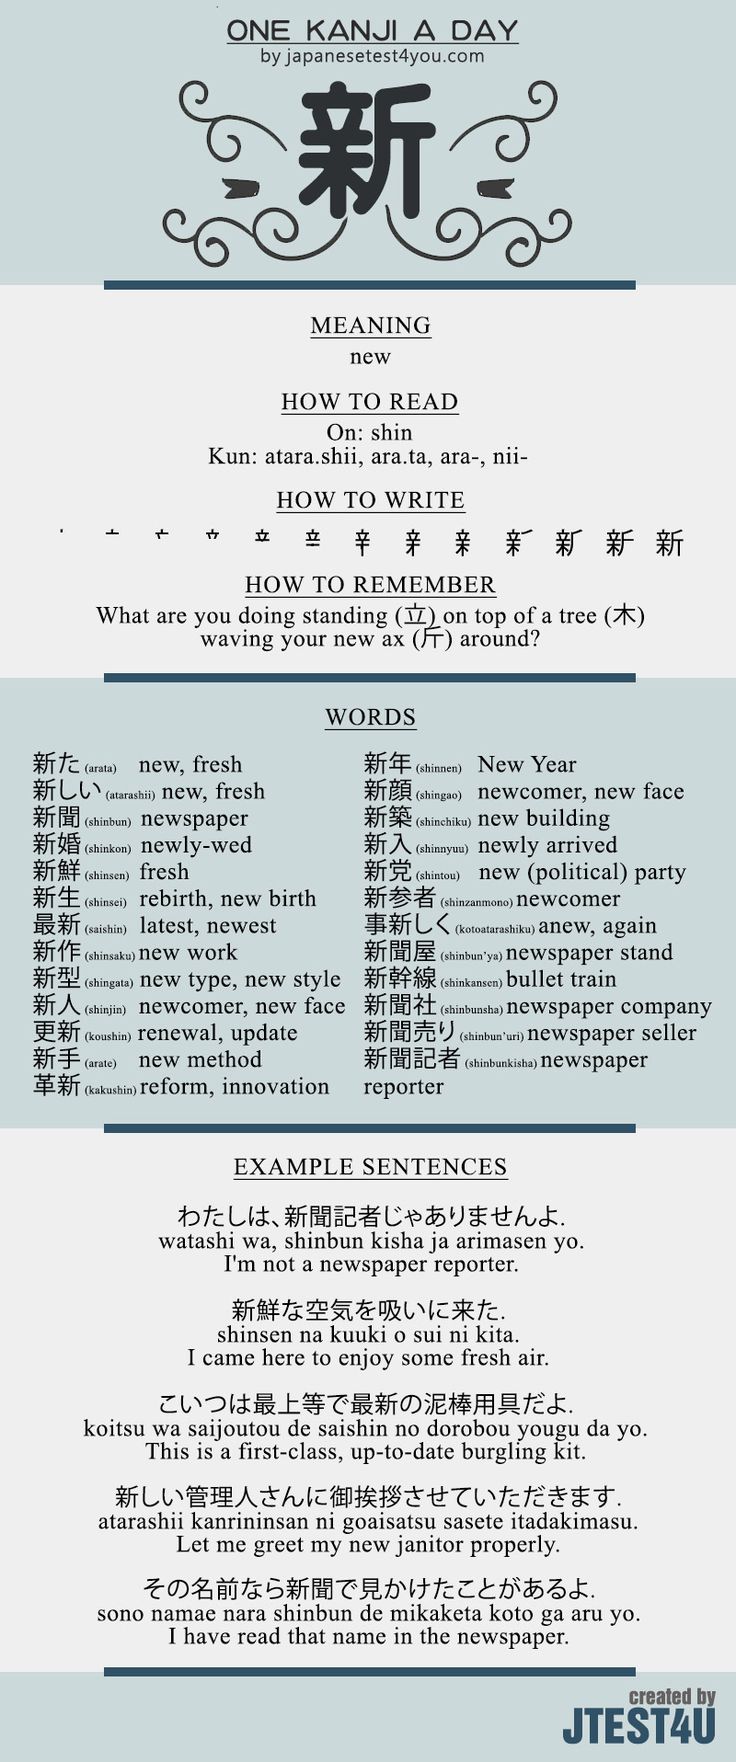 ONE KANJI A DAY
by japanesetest4you.com
新
MEANING
new
HOW TO READ
On: shin
Kun: atara.shii, ara.ta, ara-, nii-
HOW TO WRITE
新
HOW TO REMEMBER
What are you doing standing (立) on top of a tree (木)
waving your new ax (斤) around?
WORDS
新た (arata) new, fresh
新しい (atarashii) new, fresh
新聞 (shinbun) newspaper
新婚 (shinkon) newly-wed
新鮮 (shinsen) fresh
新生 (shinsei) rebirth, new birth
最新 (saishin) latest, newest
新作 (shinsaku) new work
新型 (shingata) new type, new style
新人 (shinjin) newcomer, new face
更新 (koushin) renewal, update
新手 (arate) new method
革新 (kakushin) reform, innovation
新年 (shinnen) New Year
新顔 (shingao) newcomer, new face
新築 (shinchiku) new building
新入 (shinnyuu) newly arrived
新党 (shintou) new (political) party
新参者 (shinzanmono) newcomer
事新しく (kotoatarashiku) anew, again
新聞屋 (shinbun'ya) newspaper stand
新幹線 (shinkansen) bullet train
新聞社 (shinbunsha) newspaper company
新聞売り (shinbun'uri) newspaper seller
新聞記者 (shinbunkisha) newspaper
reporter
EXAMPLE SENTENCES
わたしは、新聞記者じゃありませんよ.
watashi wa, shinbun kisha ja arimasen yo.
I'm not a newspaper reporter.
新鮮な空気を吸いに来た.
shinsen na kuuki o sui ni kita.
I came here to enjoy some fresh air.
こいつは最上等で最新の泥棒用具だよ.
koitsu wa saijoutou de saishin no dorobou yougu da yo.
This is a first-class, up-to-date burgling kit.
新しい管理人さんに御挨拶させていただきます.
atarashii kanrininsan ni goaisatsu sasete itadakimasu.
Let me greet my new janitor properly.
その名前なら新聞で見かけたことがあるよ.
sono namae nara shinbun de mikaketa koto ga aru yo.
I have read that name in the newspaper.
created by
JTEST4U